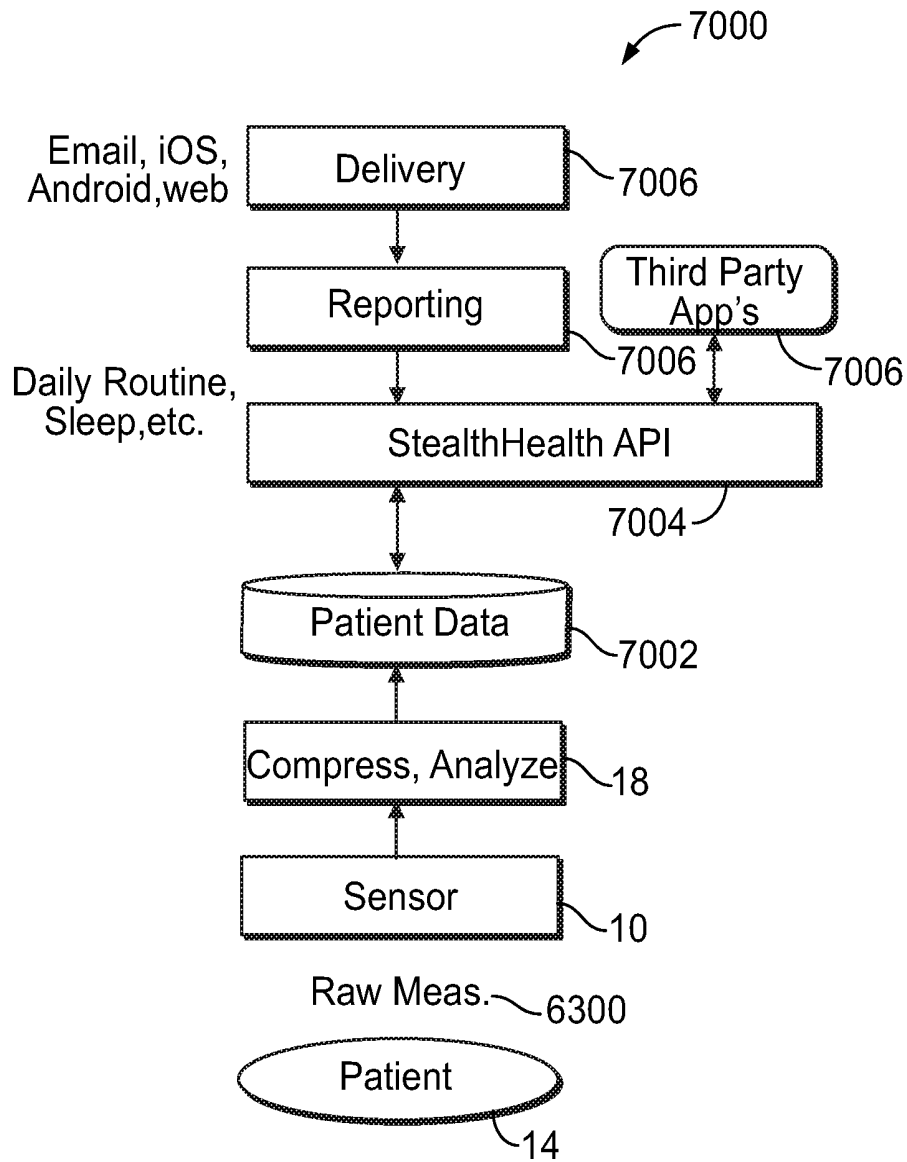 7000
Email, iOS,
Android,web
Delivery
7006
Reporting
7006
Third Party
App's
7006
Daily Routine,
Sleep,etc.
StealthHealth API
7004
Patient Data
7002
Compress, Analyze
18
Sensor
10
Raw Meas.
6300
Patient
14